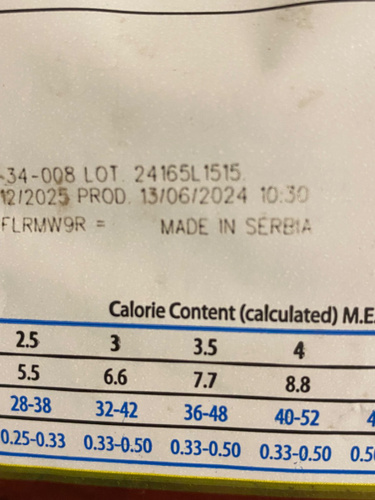 -34-008 LOT. 24165L1515.
12/2025 PROD. 13/06/2024 10:30
FLRMW9R = MADE IN SERBIA
Calorie Content (calculated) M.E.
2.5 3 3.5 4
5.5 6.6 7.7 8.8
28-38 32-42 36-48 40-52 4
0.25-0.33 0.33-0.50 0.33-0.50 0.33-0.50 0.50